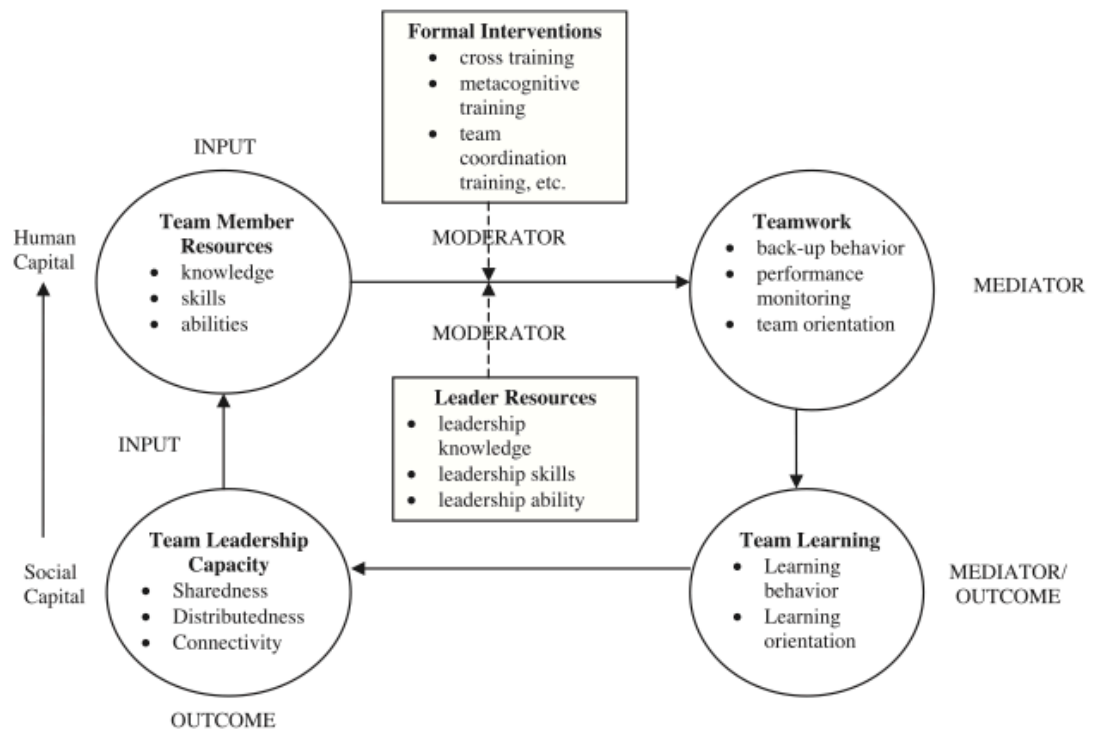 Formal Interventions
• cross training
• metacognitive
training
• team
coordination
training, etc.
INPUT
Human
Capital
Team Member
Resources
• knowledge
• skills
• abilities
MODERATOR
Teamwork
• back-up behavior
• performance
monitoring
• team orientation
MEDIATOR
MODERATOR
Leader Resources
• leadership
knowledge
• leadership skills
• leadership ability
INPUT
Social
Capital
Team Leadership
Capacity
• Sharedness
• Distributedness
• Connectivity
OUTCOME
Team Learning
• Learning
behavior
• Learning
orientation
MEDIATOR/
OUTCOME